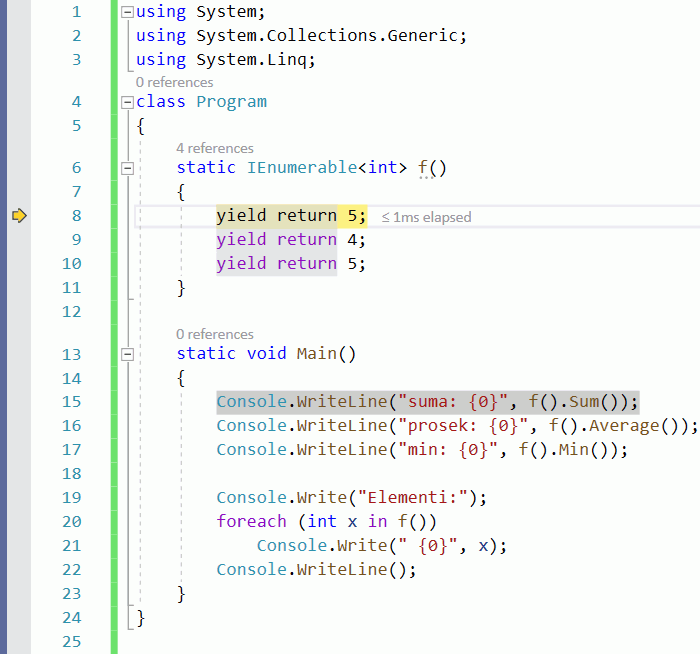 1 using System;
2 using System.Collections.Generic;
3 using System.Linq;
0 references
4 class Program
5 {
4 references
6 static IEnumerable<int> f()
7 {
8 yield return 5; ≤ 1ms elapsed
9 yield return 4;
10 yield return 5;
11 }
12
0 references
13 static void Main()
14 {
15 Console.WriteLine("suma: {0}", f().Sum());
16 Console.WriteLine("prosek: {0}", f().Average());
17 Console.WriteLine("min: {0}", f().Min());
18
19 Console.Write("Elementi:");
20 foreach (int x in f())
21 Console.Write(" {0}", x);
22 Console.WriteLine();
23 }
24 }
25